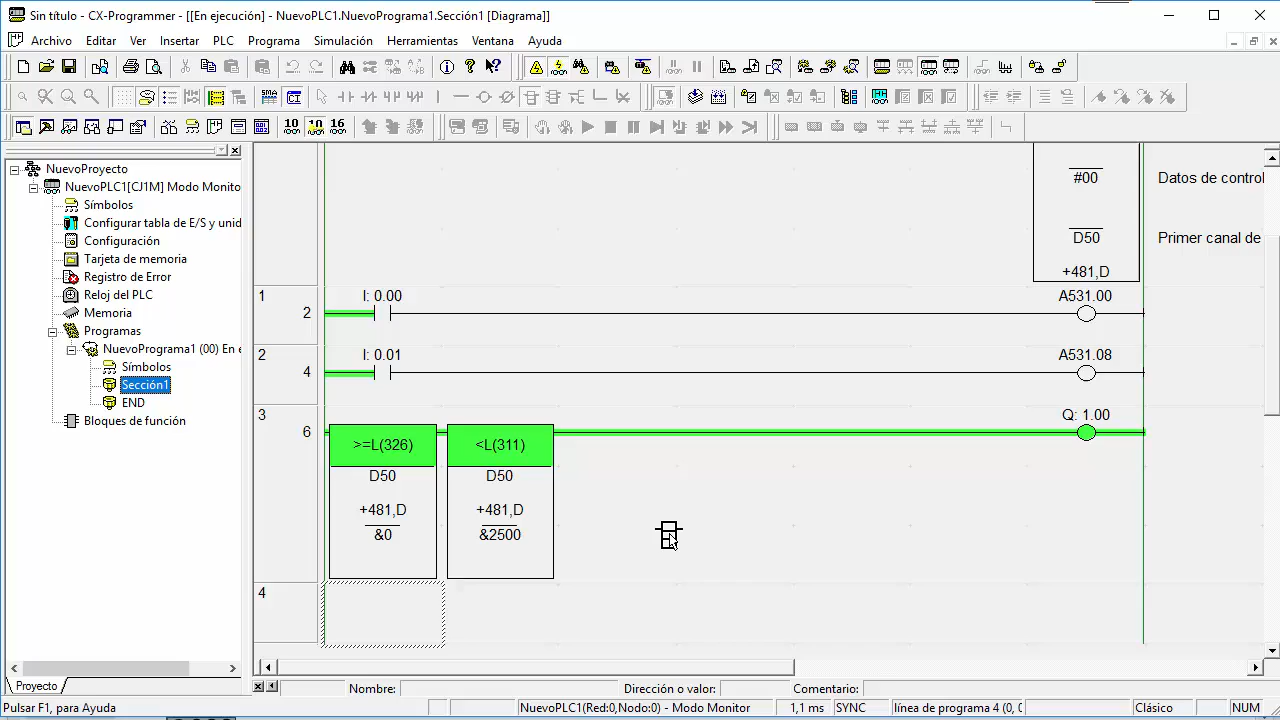 Sin título - CX-Programmer - [[En ejecución] - NuevoPLC1.NuevoPrograma1.Sección1 [Diagrama]]
Archivo Editar Ver Insertar PLC Programa Simulación Herramientas Ventana Ayuda
10 10 16
NuevoProyecto
NuevoPLC1[CJ1M] Modo Monito
Símbolos
Configurar tabla de E/S y unid
Configuración
Tarjeta de memoria
Registro de Error
Reloj del PLC
Memoria
Programas
NuevoPrograma1 (00) En e
Símbolos
Sección1
END
Bloques de función
Proyecto
#00 Datos de control
D50 Primer canal de
+481,D
1 I: 0.00 A531.00
2
2 I: 0.01 A531.08
4
3 Q: 1.00
6 >=L(326) <L(311)
D50 D50
+481,D +481,D
&0 &2500
4
Nombre: Dirección o valor: Comentario:
Pulsar F1, para Ayuda NuevoPLC1(Red:0,Nodo:0) - Modo Monitor 1,1 ms SYNC línea de programa 4 (0, 0 Clásico NUM